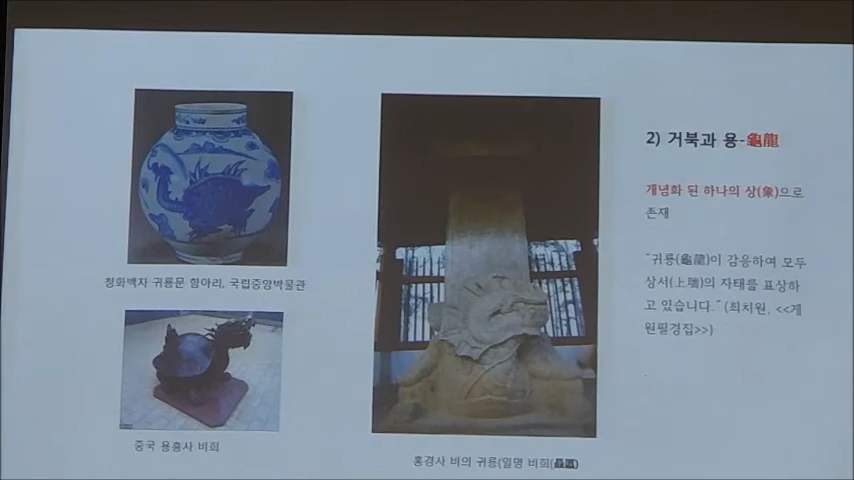 2) 거북과 용-龜龍
개념화 된 하나의 상(象)으로
존재
"귀룡(龜龍)이 감응하여 모두
상서(上瑞)의 자태를 표상하
고 있습니다." (최치원, <<계
원필경집>>)
청화백자 귀룡문 항아리, 국립중앙박물관
중국 용흥사 비희
홍경사 비의 귀룡(일명 비희(贔屭)